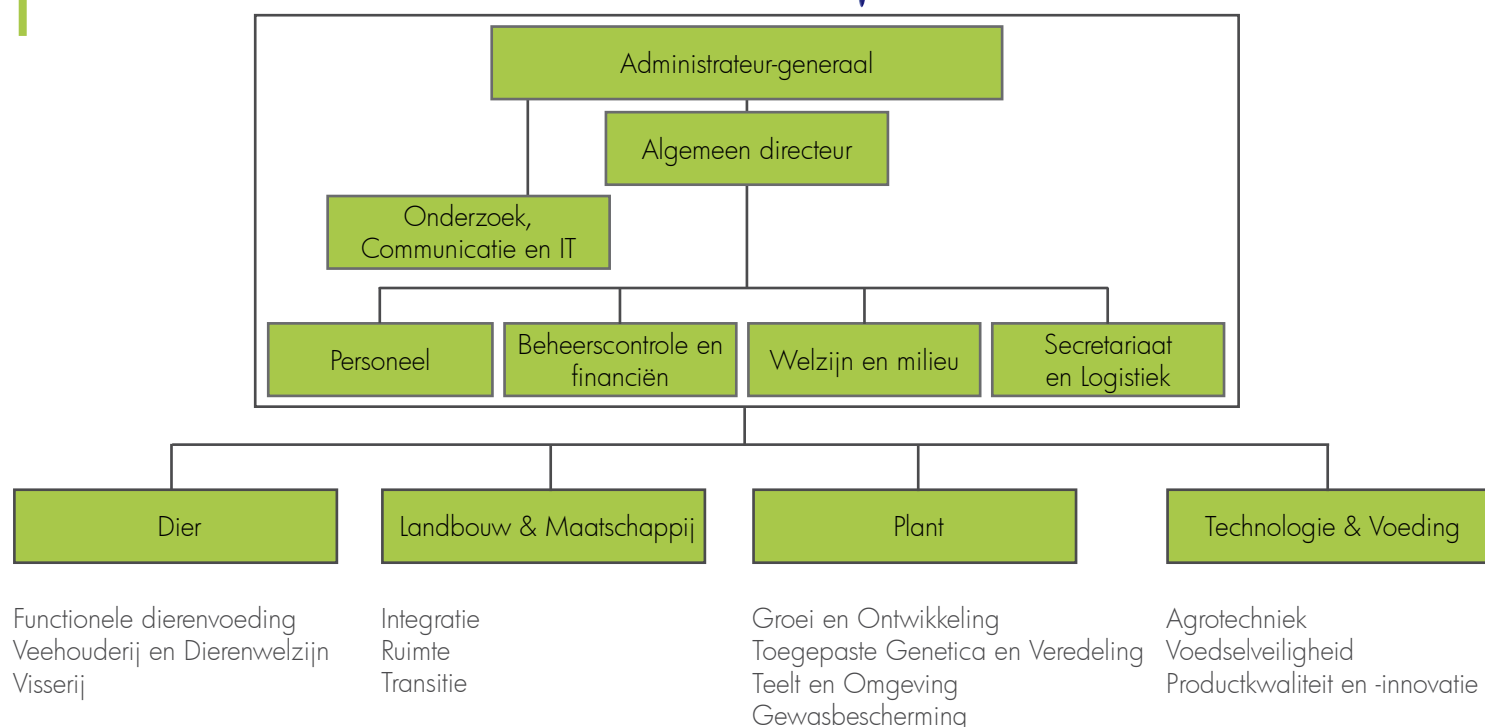 Administrateur-generaal
Algemeen directeur
Onderzoek,
Communicatie en IT
Personeel
Beheerscontrole en
financiën
Welzijn en milieu
Secretariaat
en Logistiek
Dier
Landbouw & Maatschappij
Plant
Technologie & Voeding
Functionele dierenvoeding
Veehouderij en Dierenwelzijn
Visserij
Integratie
Ruimte
Transitie
Groei en Ontwikkeling
Toegepaste Genetica en Veredeling
Teelt en Omgeving
Gewasbescherming
Agrotechniek
Voedselveiligheid
Productkwaliteit en -innovatie